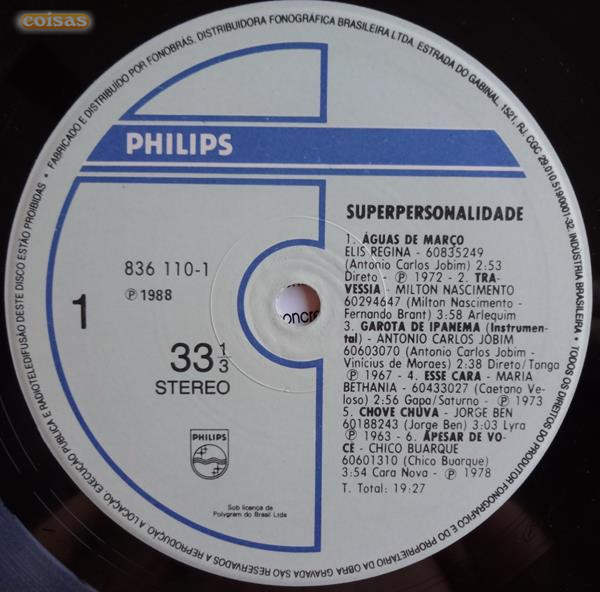 coisas
FABRICADO E DISTRIBUIDO POR FONOBRÁS, DISTRIBUIDORA FONOGRÁFICA BRASILEIRA LTDA. ESTRADA DO GABINAL, 1521, RJ. CGC 29.010.519/0001-32. INDÚSTRIA BRASILEIRA. • TODOS OS DIREITOS DO PRODUTOR FONOGRÁFICO E DO PROPRIETÁRIO DA OBRA GRAVADA SÃO RESERVADOS A REPRODUÇÃO A LOCAÇÃO, EXECUÇÃO PÚBLICA E RADIOTELEDIFUSÃO DESTE DISCO ESTÃO PROIBIDAS •
PHILIPS
SUPERPERSONALIDADE
1. ÁGUAS DE MARÇO
ELIS REGINA - 60835249
(Antonio Carlos Jobim) 2:53
Direto - ℗ 1972 - 2. TRA-
VESSIA - MILTON NASCIMENTO
60294647 (Milton Nascimento -
Fernando Brant) 3:58 Arlequim
3. GAROTA DE IPANEMA (Instrumen-
tal) - ANTONIO CARLOS JOBIM
60603070 (Antonio Carlos Jobim -
Vinícius de Moraes) 2:38 Direto/Tonga
℗ 1967 - 4. ESSE CARA - MARIA
BETHANIA - 60433027 (Caetano Ve-
loso) 2:56 Gapa/Saturno - ℗ 1973
5. CHOVE CHUVA - JORGE BEN
60188243 (Jorge Ben) 3:03 Lyra
℗ 1963 - 6. APESAR DE VO-
CE - CHICO BUARQUE
60601310 (Chico Buarque)
3:54 Cara Nova - ℗ 1978
T. Total: 19:27
836 110-1
℗ 1988
1
33 1/3
STEREO
PHILIPS
Sob licença de
Polygram do Brasil Ltda